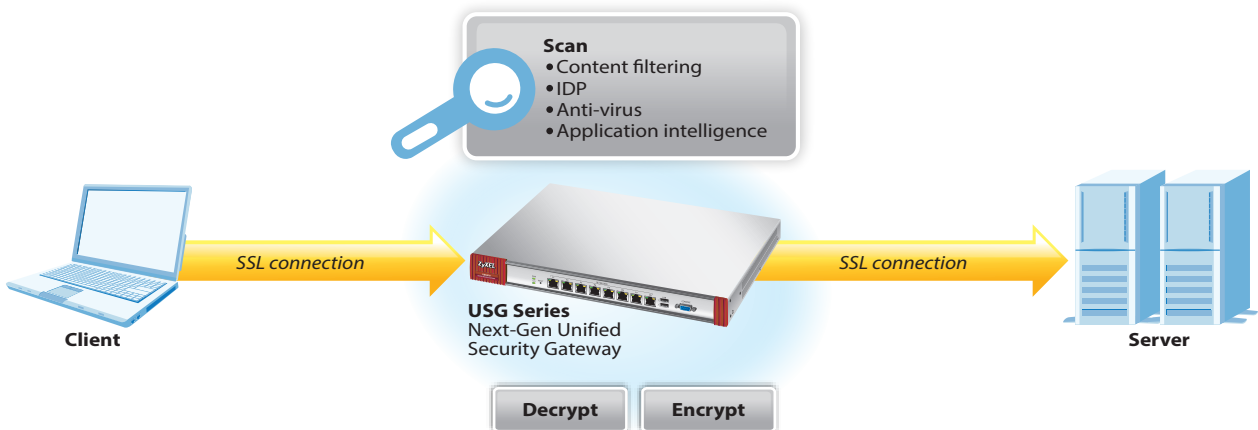 Scan
•Content filtering
•IDP
•Anti-virus
•Application intelligence
SSL connection
SSL connection
ZyXEL
USG Series
Next-Gen Unified
Security Gateway
Client
Server
Decrypt
Encrypt